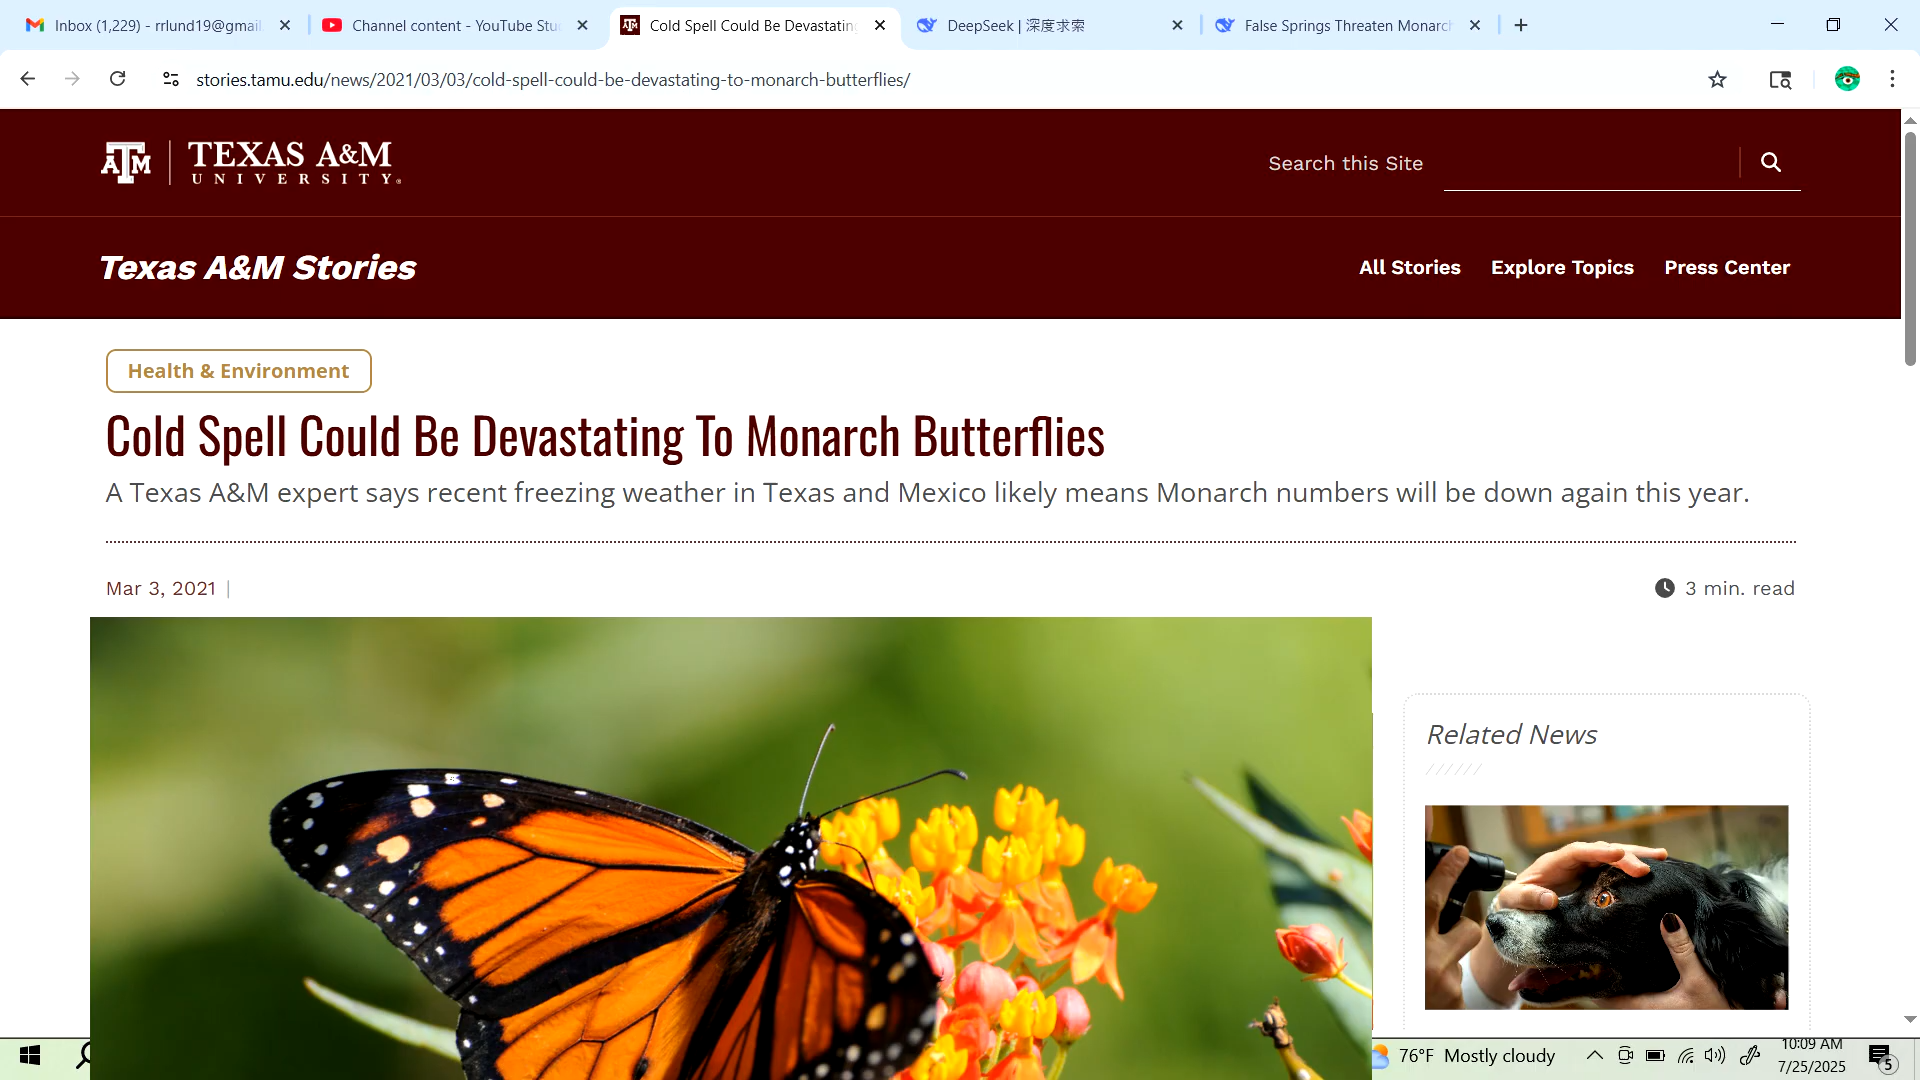 Inbox (1,229) - rrlund19@gmail.
Channel content - YouTube Stu
Cold Spell Could Be Devastating
DeepSeek | 深度求索
False Springs Threaten Monarch
stories.tamu.edu/news/2021/03/03/cold-spell-could-be-devastating-to-monarch-butterflies/
ATM
TEXAS A&M
UNIVERSITY®
Search this Site
Texas A&M Stories
All Stories
Explore Topics
Press Center
Health & Environment
Cold Spell Could Be Devastating To Monarch Butterflies
A Texas A&M expert says recent freezing weather in Texas and Mexico likely means Monarch numbers will be down again this year.
Mar 3, 2021 |
3 min. read
Related News
76°F Mostly cloudy
10:09 AM
7/25/2025
5